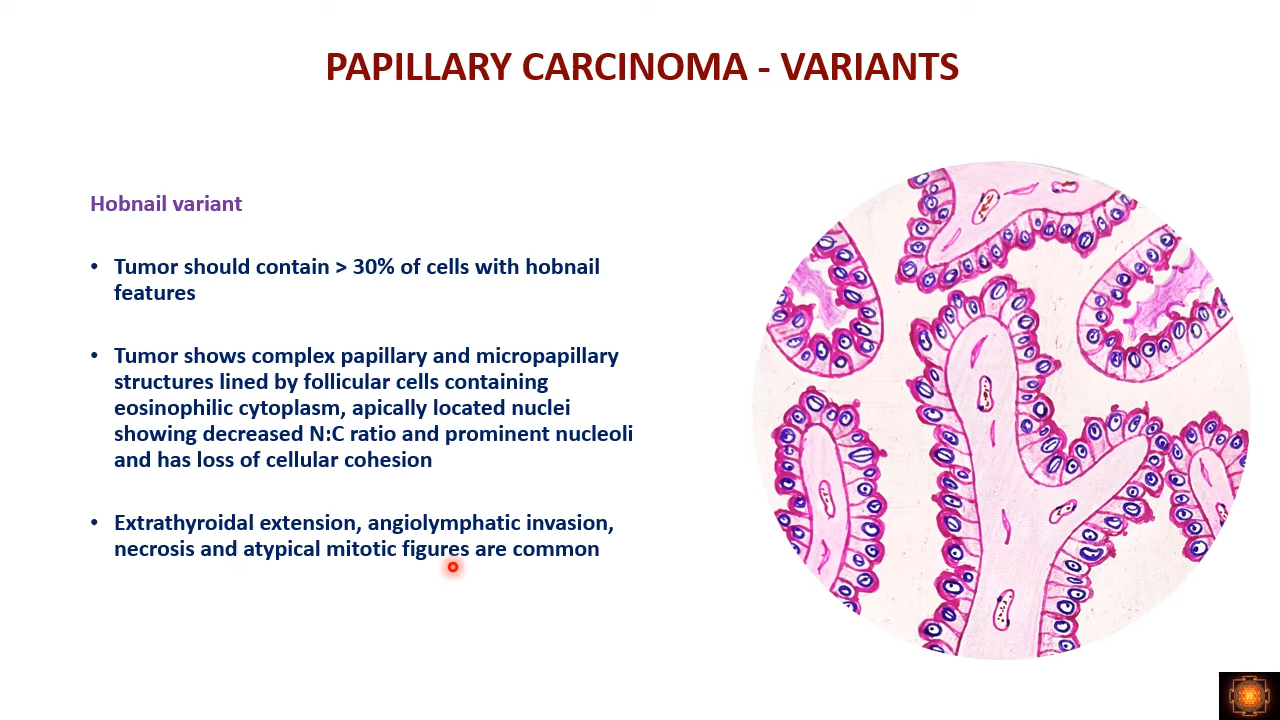 PAPILLARY CARCINOMA - VARIANTS
Hobnail variant
• Tumor should contain > 30% of cells with hobnail
features
• Tumor shows complex papillary and micropapillary
structures lined by follicular cells containing
eosinophilic cytoplasm, apically located nuclei
showing decreased N:C ratio and prominent nucleoli
and has loss of cellular cohesion
• Extrathyroidal extension, angiolymphatic invasion,
necrosis and atypical mitotic figures are common